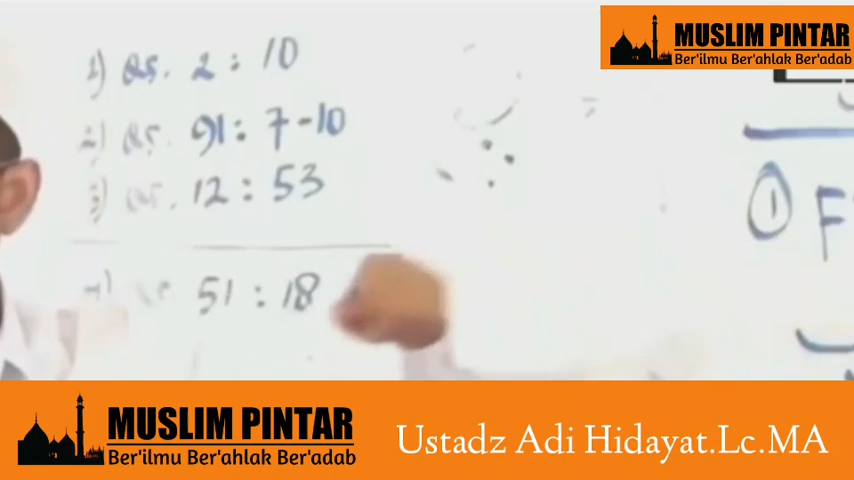 MUSLIM PINTAR
Ber'ilmu Ber'ahlak Ber'adab
1) QS. 2 : 10
2) QS. 91 : 7-10
3) QS. 12 : 53
51 : 18
1 F
MUSLIM PINTAR
Ber'ilmu Ber'ahlak Ber'adab
Ustadz Adi Hidayat.Lc.MA